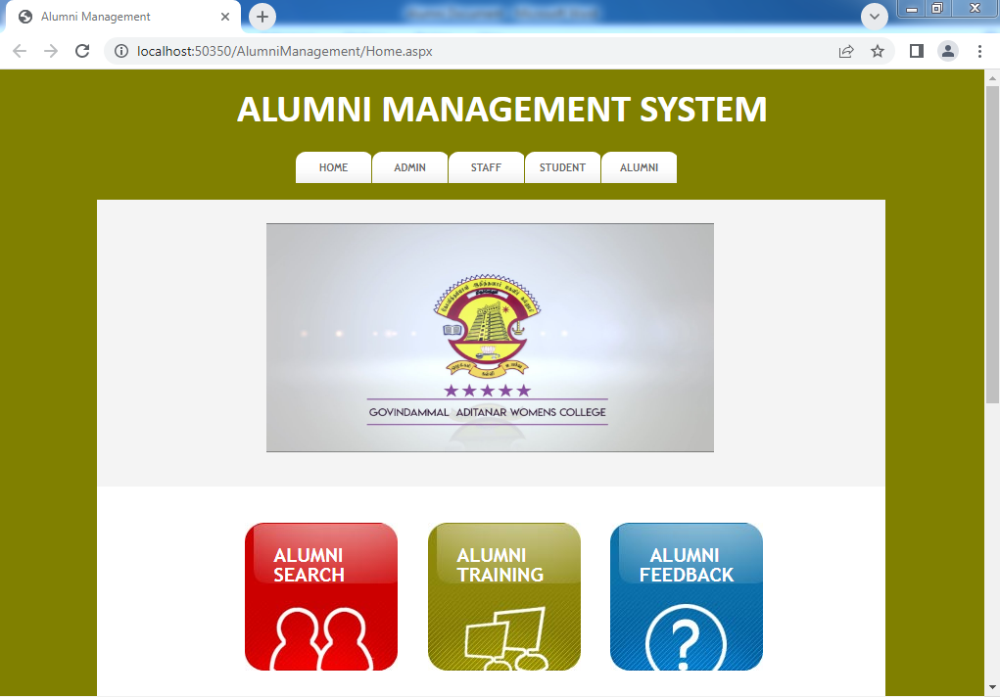 Alumni Management
localhost:50350/AlumniManagement/Home.aspx
ALUMNI MANAGEMENT SYSTEM
HOME ADMIN STAFF STUDENT ALUMNI
GOVINDAMMAL ADITANAR WOMENS COLLEGE
ALUMNI
SEARCH
ALUMNI
TRAINING
ALUMNI
FEEDBACK
?